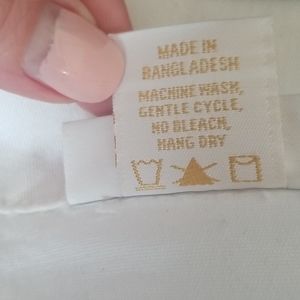 MADE IN
BANGLADESH
MACHINE WASH,
GENTLE CYCLE,
NO BLEACH,
HANG DRY